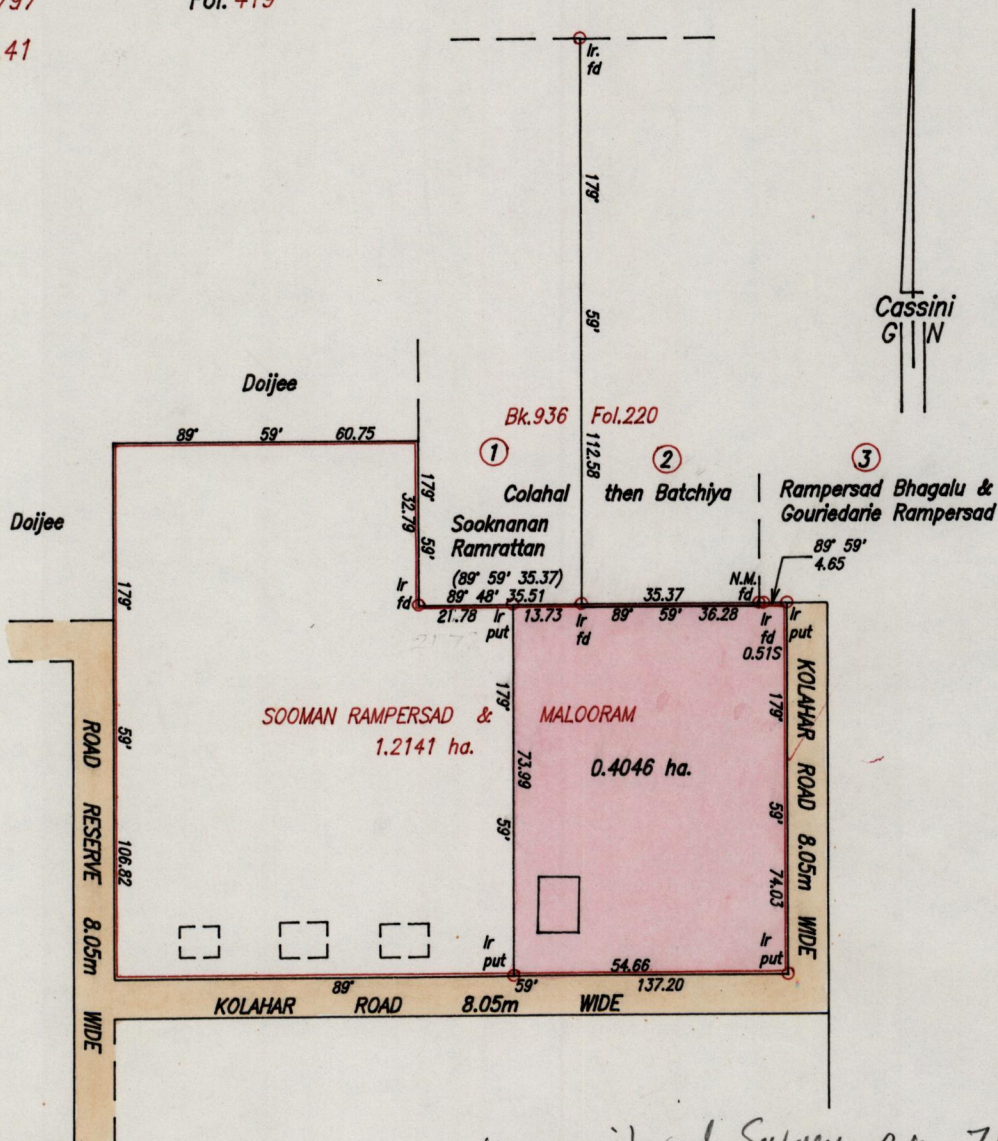 797
Fol. 419
41
Ir.
fd
179°
59'
112.58
Cassini
G N
Doijee
89° 59' 60.75
Bk.936 Fol.220
1
2
3
Colahal then Batchiya
Rampersad Bhagalu &
Gouriedarie Rampersad
Doijee
Sooknanan
Ramrattan
179°
32.79
59'
89° 59'
4.65
(89° 59' 35.37)
89° 48' 35.51
35.37
N.M.
fd
Ir
fd
21.78
Ir
put
13.73
Ir
fd
89° 59' 36.28
Ir
fd
0.51S
Ir
put
179°
59'
106.82
SOOMAN RAMPERSAD & MALOORAM
1.2141 ha.
0.4046 ha.
179°
73.99
59'
179°
59'
74.03
KOLAHAR ROAD 8.05m WIDE
ROAD RESERVE 8.05m WIDE
Ir
put
Ir
put
54.66
89° 59' 137.20
KOLAHAR ROAD 8.05m WIDE